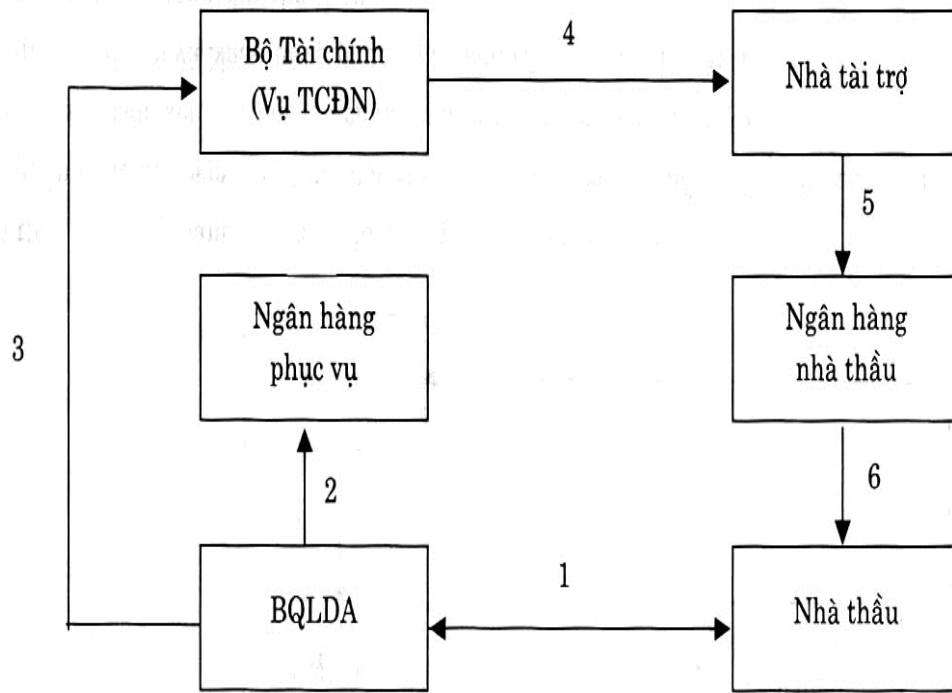 Bộ Tài chính
(Vụ TCĐN)
4
Nhà tài trợ
5
3
Ngân hàng
phục vụ
Ngân hàng
nhà thầu
2
6
BQLDA
1
Nhà thầu